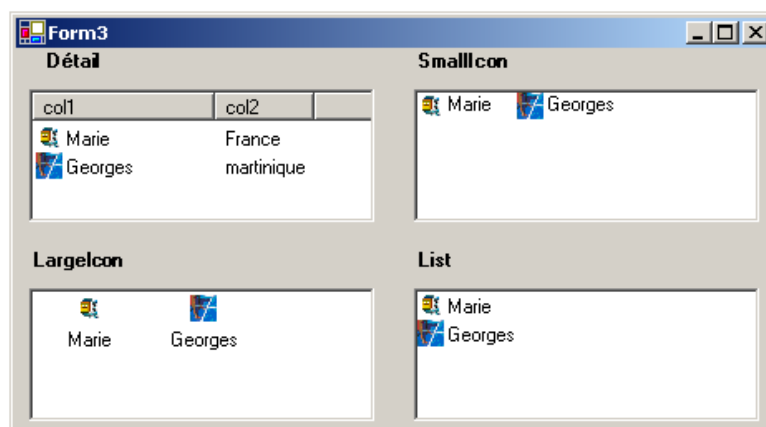 Form3
Détail
col1 col2
Marie France
Georges martinique
SmallIcon
Marie Georges
LargeIcon
Marie Georges
List
Marie
Georges